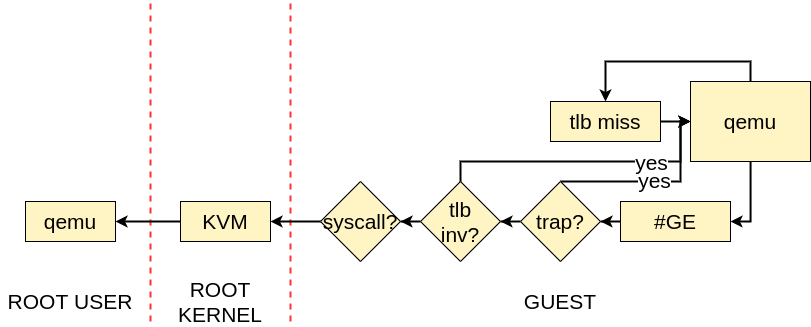 tlb miss
qemu
yes
yes
qemu
KVM
syscall?
tlb
inv?
trap?
#GE
ROOT USER
ROOT
KERNEL
GUEST